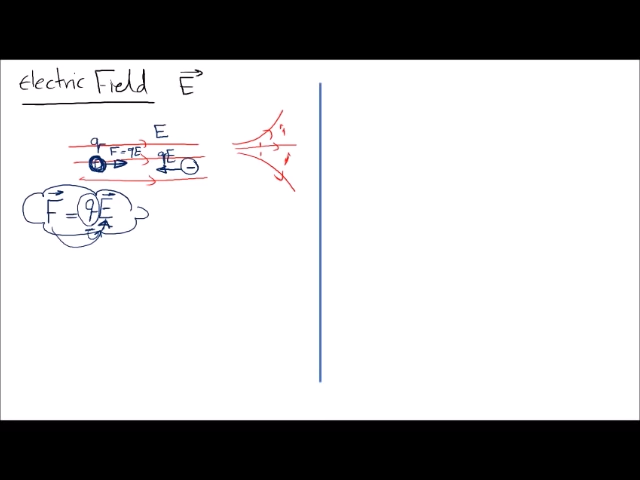 Electric Field E
q
E
F = qE
qE
−
F = qE